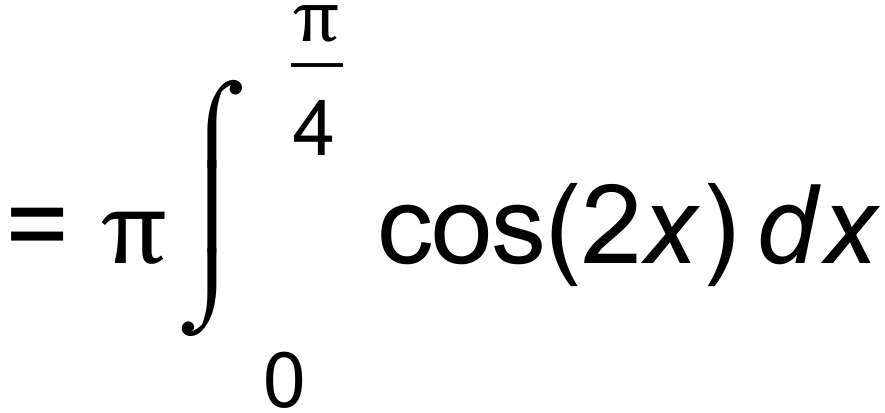 = π ∫₀^{π/4} cos(2x) dx